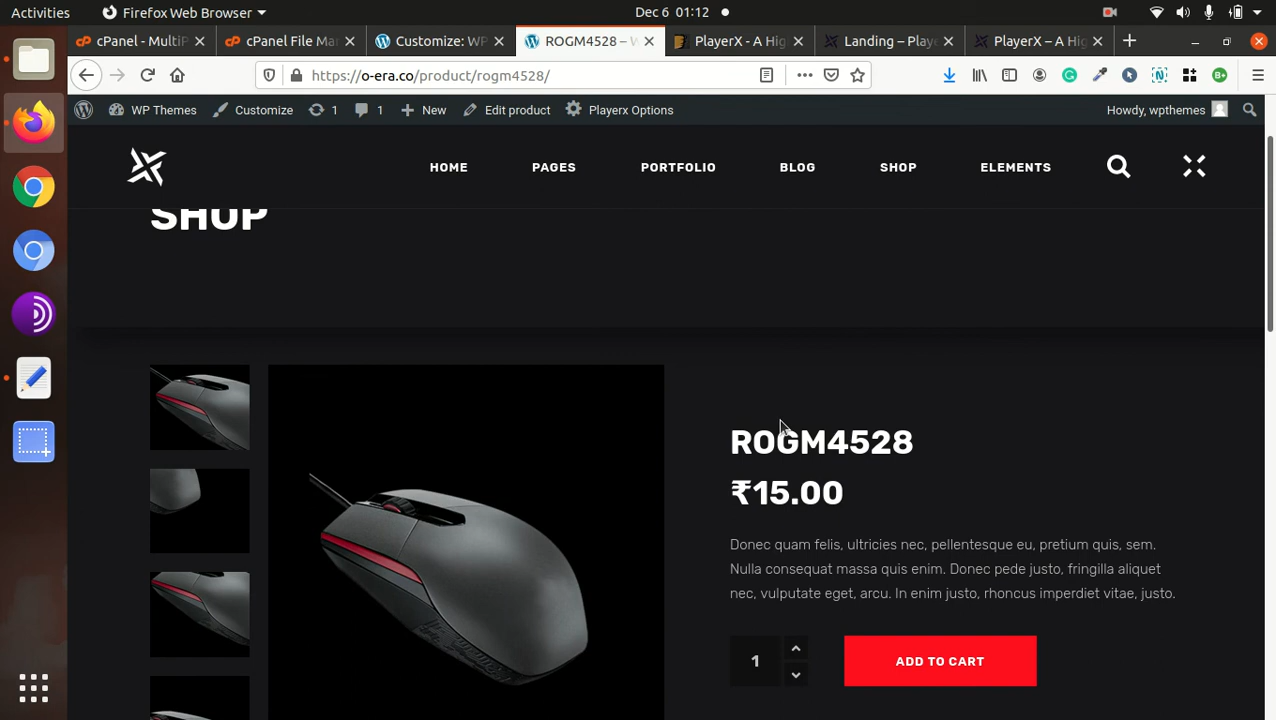 Activities
Firefox Web Browser
Dec 6 01:12
cPanel - MultiP
cPanel File Ma
Customize: WP
ROGM4528 – W
PlayerX - A Hig
Landing – Playe
PlayerX – A Hig
https://o-era.co/product/rogm4528/
WP Themes
Customize
1
1
New
Edit product
Playerx Options
Howdy, wpthemes
HOME
PAGES
PORTFOLIO
BLOG
SHOP
ELEMENTS
SHOP
ROGM4528
₹15.00
Donec quam felis, ultricies nec, pellentesque eu, pretium quis, sem.
Nulla consequat massa quis enim. Donec pede justo, fringilla aliquet
nec, vulputate eget, arcu. In enim justo, rhoncus imperdiet vitae, justo.
1
ADD TO CART